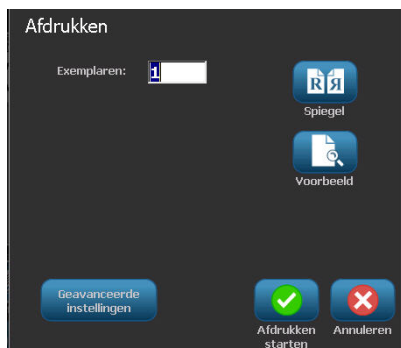 Afdrukken
Exemplaren: 1
R Я
Spiegel
Voorbeeld
Geavanceerde
instellingen
Afdrukken
starten
Annuleren